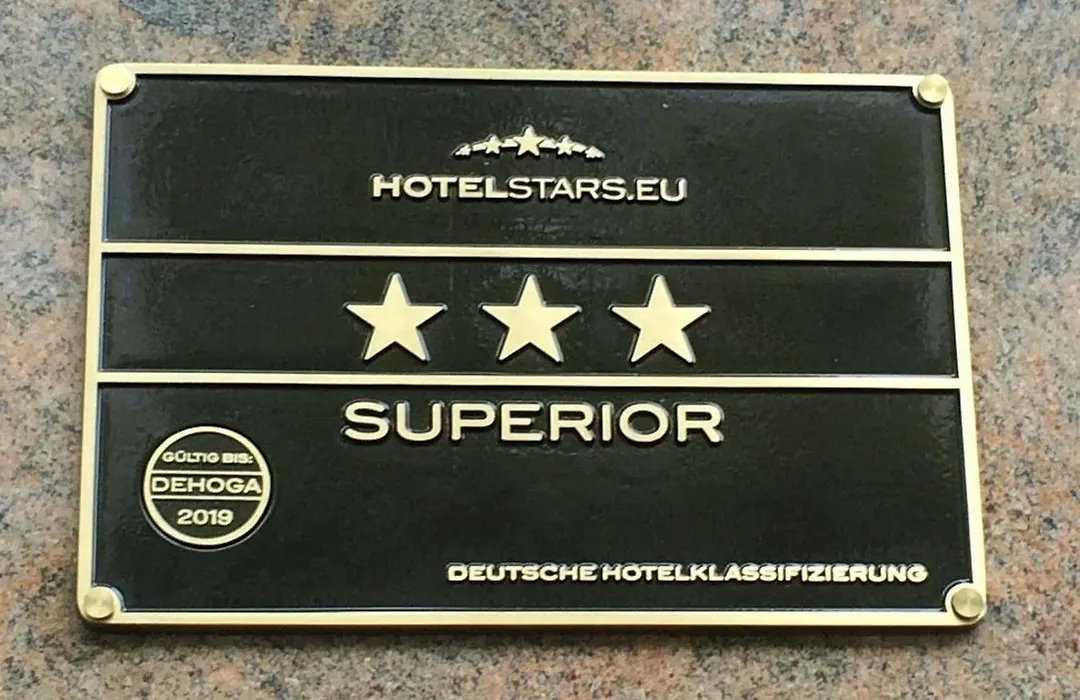 HOTELSTARS.EU
SUPERIOR
GÜLTIG BIS:
DEHOGA
2019
DEUTSCHE HOTELKLASSIFIZIERUNG